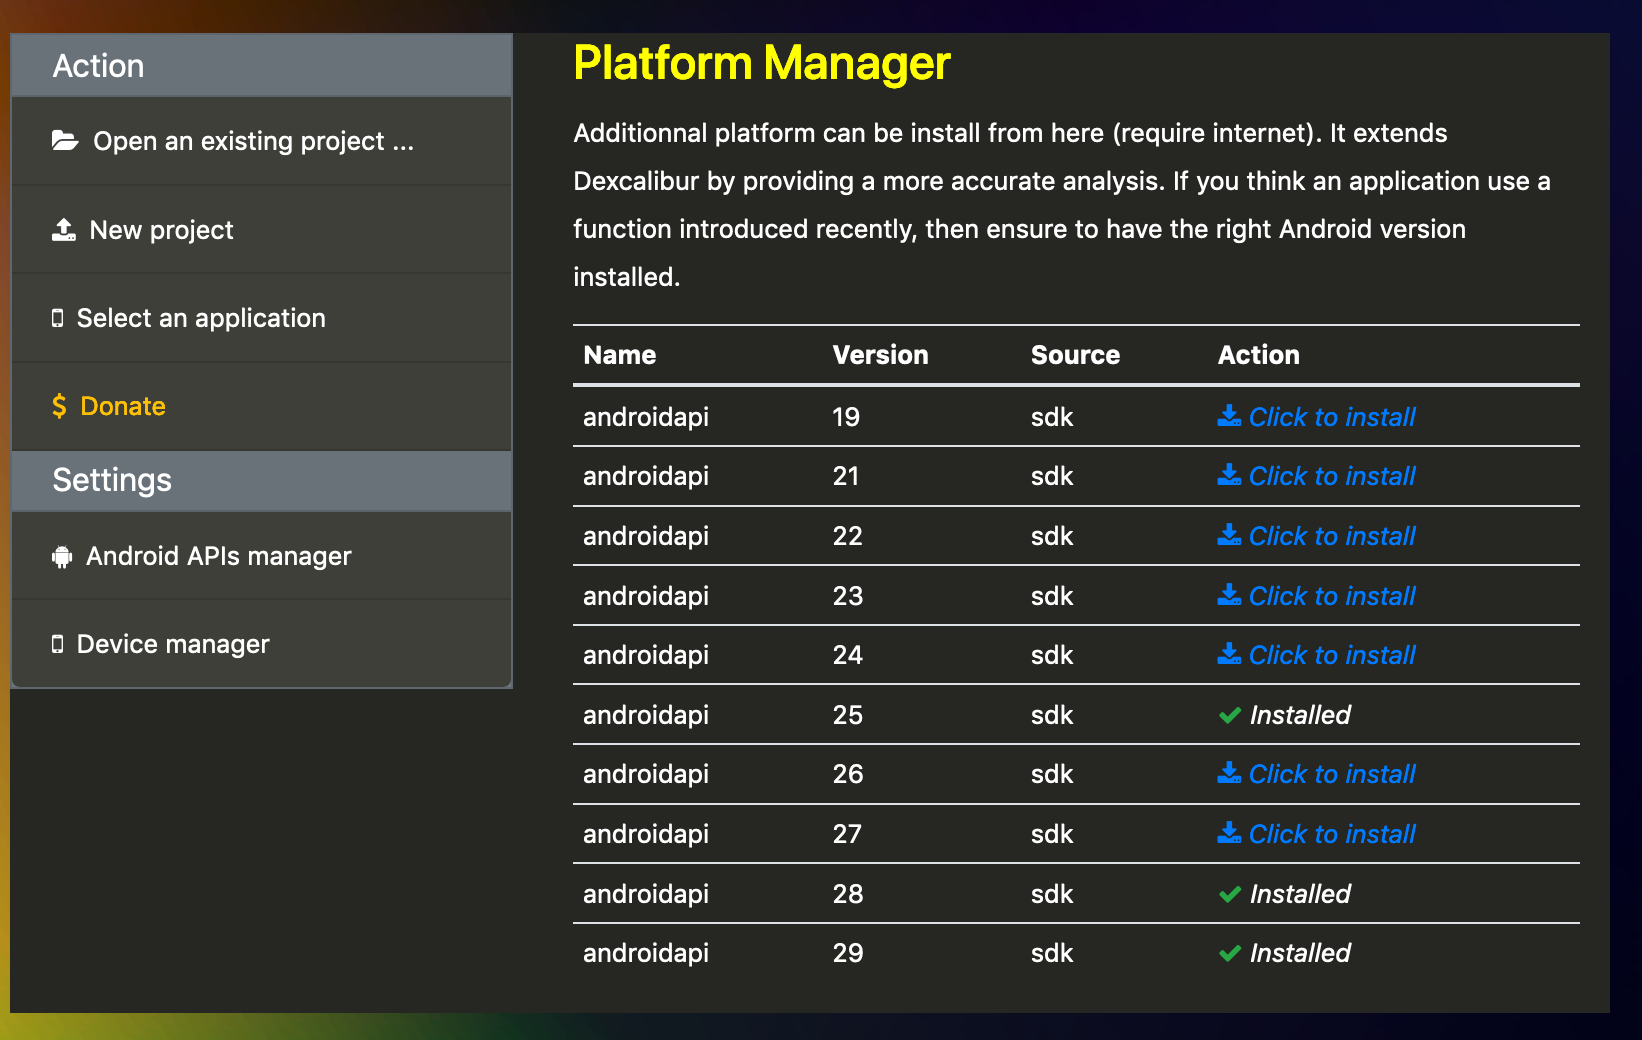 Action
Open an existing project ...
New project
Select an application
$ Donate
Settings
Android APIs manager
Device manager
Platform Manager
Additionnal platform can be install from here (require internet). It extends
Dexcalibur by providing a more accurate analysis. If you think an application use a
function introduced recently, then ensure to have the right Android version
installed.
Name Version Source Action
androidapi 19 sdk Click to install
androidapi 21 sdk Click to install
androidapi 22 sdk Click to install
androidapi 23 sdk Click to install
androidapi 24 sdk Click to install
androidapi 25 sdk Installed
androidapi 26 sdk Click to install
androidapi 27 sdk Click to install
androidapi 28 sdk Installed
androidapi 29 sdk Installed